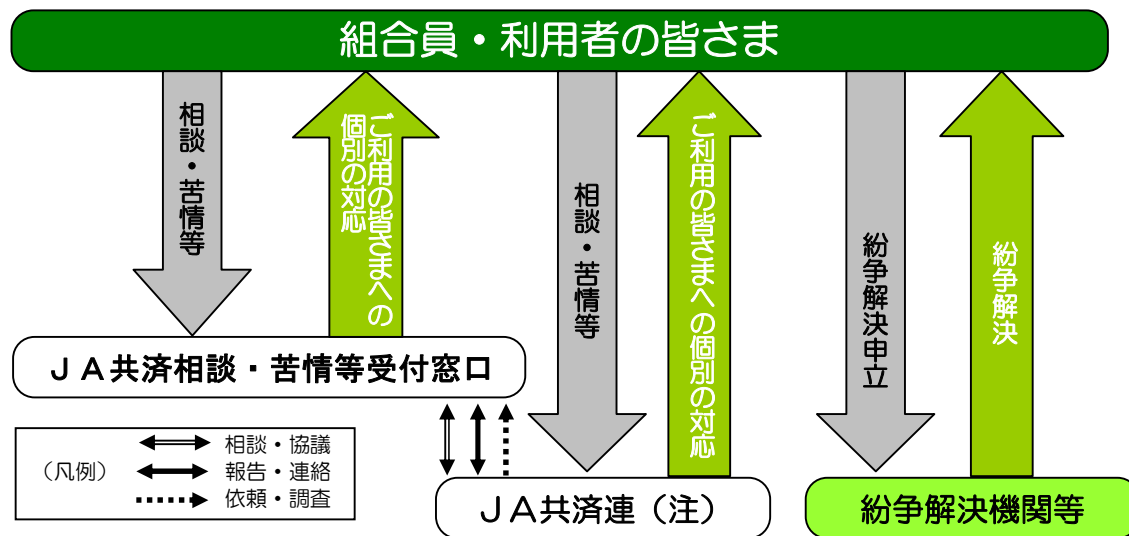 組合員・利用者の皆さま
相談・苦情等
ご利用の皆さまへの
個別の対応
相談・苦情等
ご利用の皆さまへの個別の対応
紛争解決申立
紛争解決
ＪＡ共済相談・苦情等受付窓口
（凡例）
相談・協議
報告・連絡
依頼・調査
ＪＡ共済連（注）
紛争解決機関等